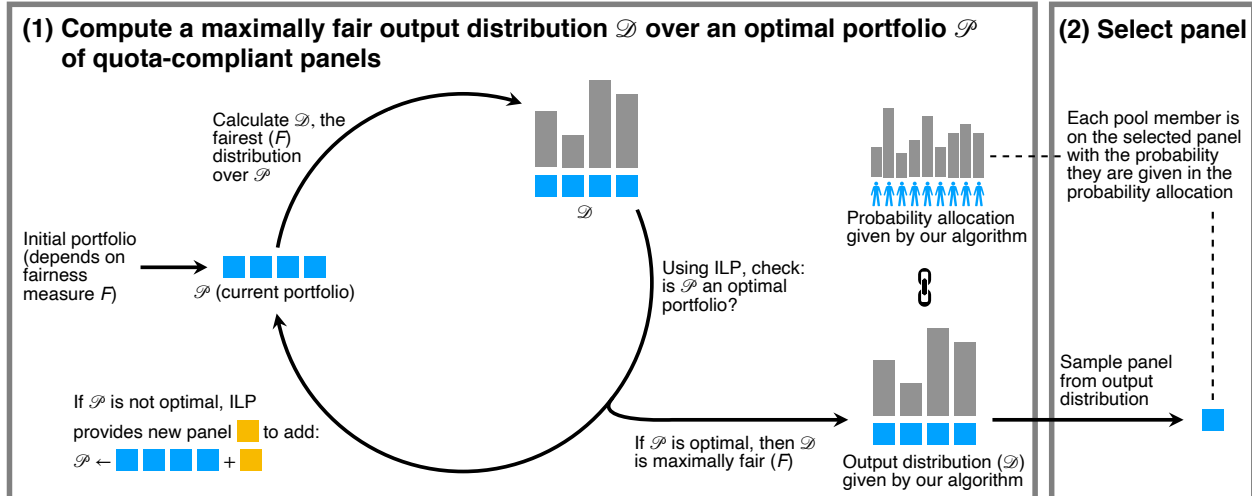 (1) Compute a maximally fair output distribution 𝒟 over an optimal portfolio 𝒫
of quota-compliant panels
(2) Select panel
Calculate 𝒟, the
fairest (F)
distribution
over 𝒫
𝒟
Initial portfolio
(depends on
fairness
measure F)
𝒫 (current portfolio)
Using ILP, check:
is 𝒫 an optimal
portfolio?
If 𝒫 is not optimal, ILP
provides new panel to add:
𝒫 ← +
If 𝒫 is optimal, then 𝒟
is maximally fair (F)
Probability allocation
given by our algorithm
Output distribution (𝒟)
given by our algorithm
Each pool member is
on the selected panel
with the probability
they are given in the
probability allocation
Sample panel
from output
distribution